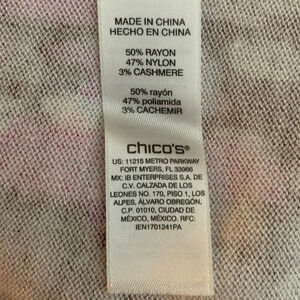 MADE IN CHINA
HECHO EN CHINA
50% RAYON
47% NYLON
3% CASHMERE
50% rayón
47% poliamida
3% CACHEMIR
chico's®
US: 11215 METRO PARKWAY
FORT MYERS, FL 33966
MX: IB ENTERPRISES S.A. DE
C.V. CALZADA DE LOS
LEONES NO. 170, PISO 1, LOS
ALPES, ÁLVARO OBREGÓN,
C.P. 01010, CIUDAD DE
MÉXICO, MÉXICO. RFC:
IEN1701241PA